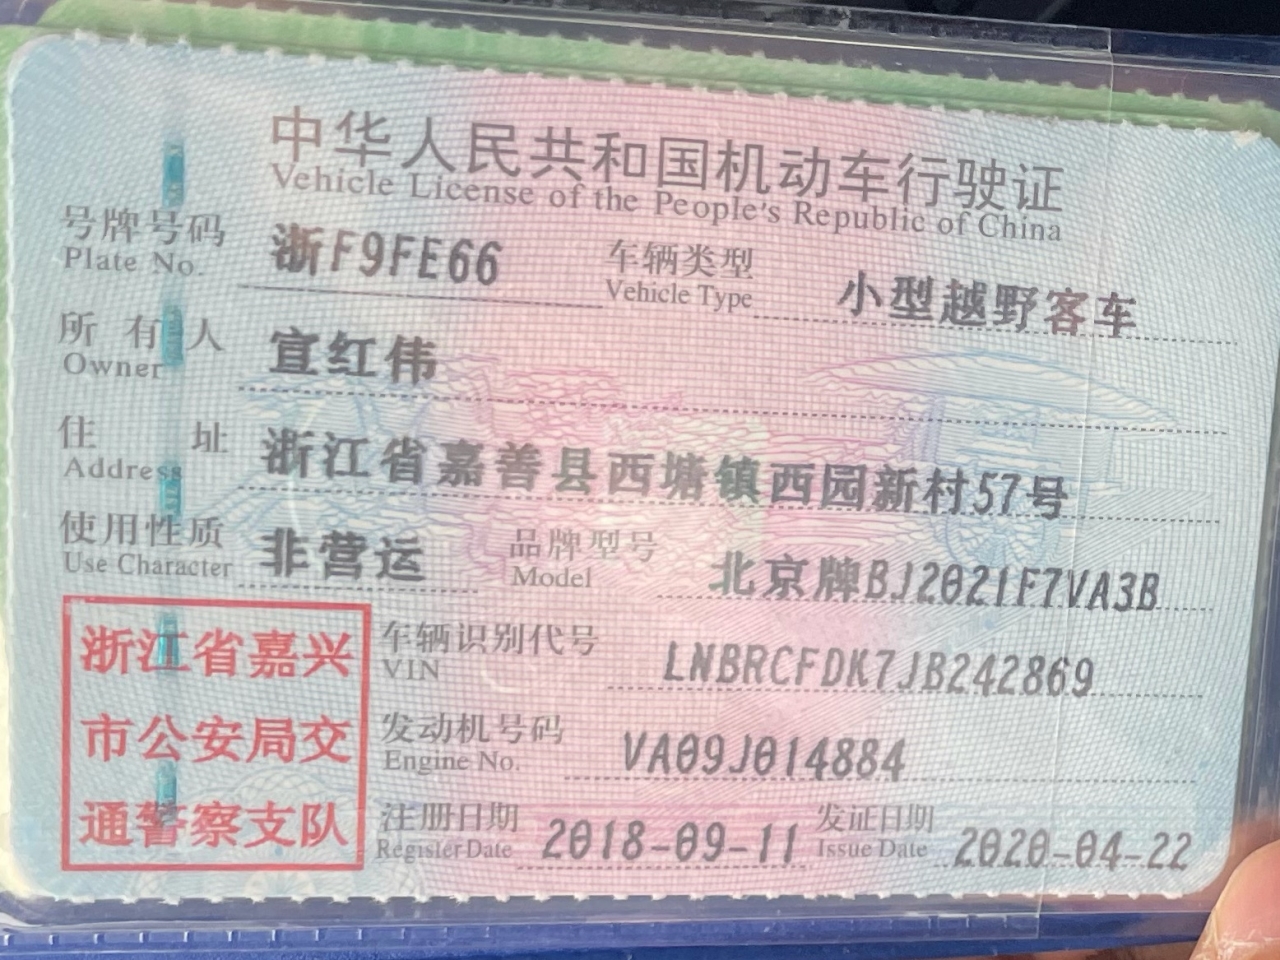 中华人民共和国机动车行驶证
Vehicle License of the People's Republic of China
号牌号码 浙F9FE66 车辆类型 小型越野客车
Plate No. Vehicle Type
所有人 宣红伟
Owner
住址 浙江省嘉善县西塘镇西园新村57号
Address
使用性质 非营运 品牌型号 北京牌BJ2021F7VA3B
Use Character Model
浙江省嘉兴
市公安局交
通警察支队
车辆识别代号 LNBRCFDK7JB242869
VIN
发动机号码 VA09J014884
Engine No.
注册日期 2018-09-11 发证日期 2020-04-22
Register Date Issue Date